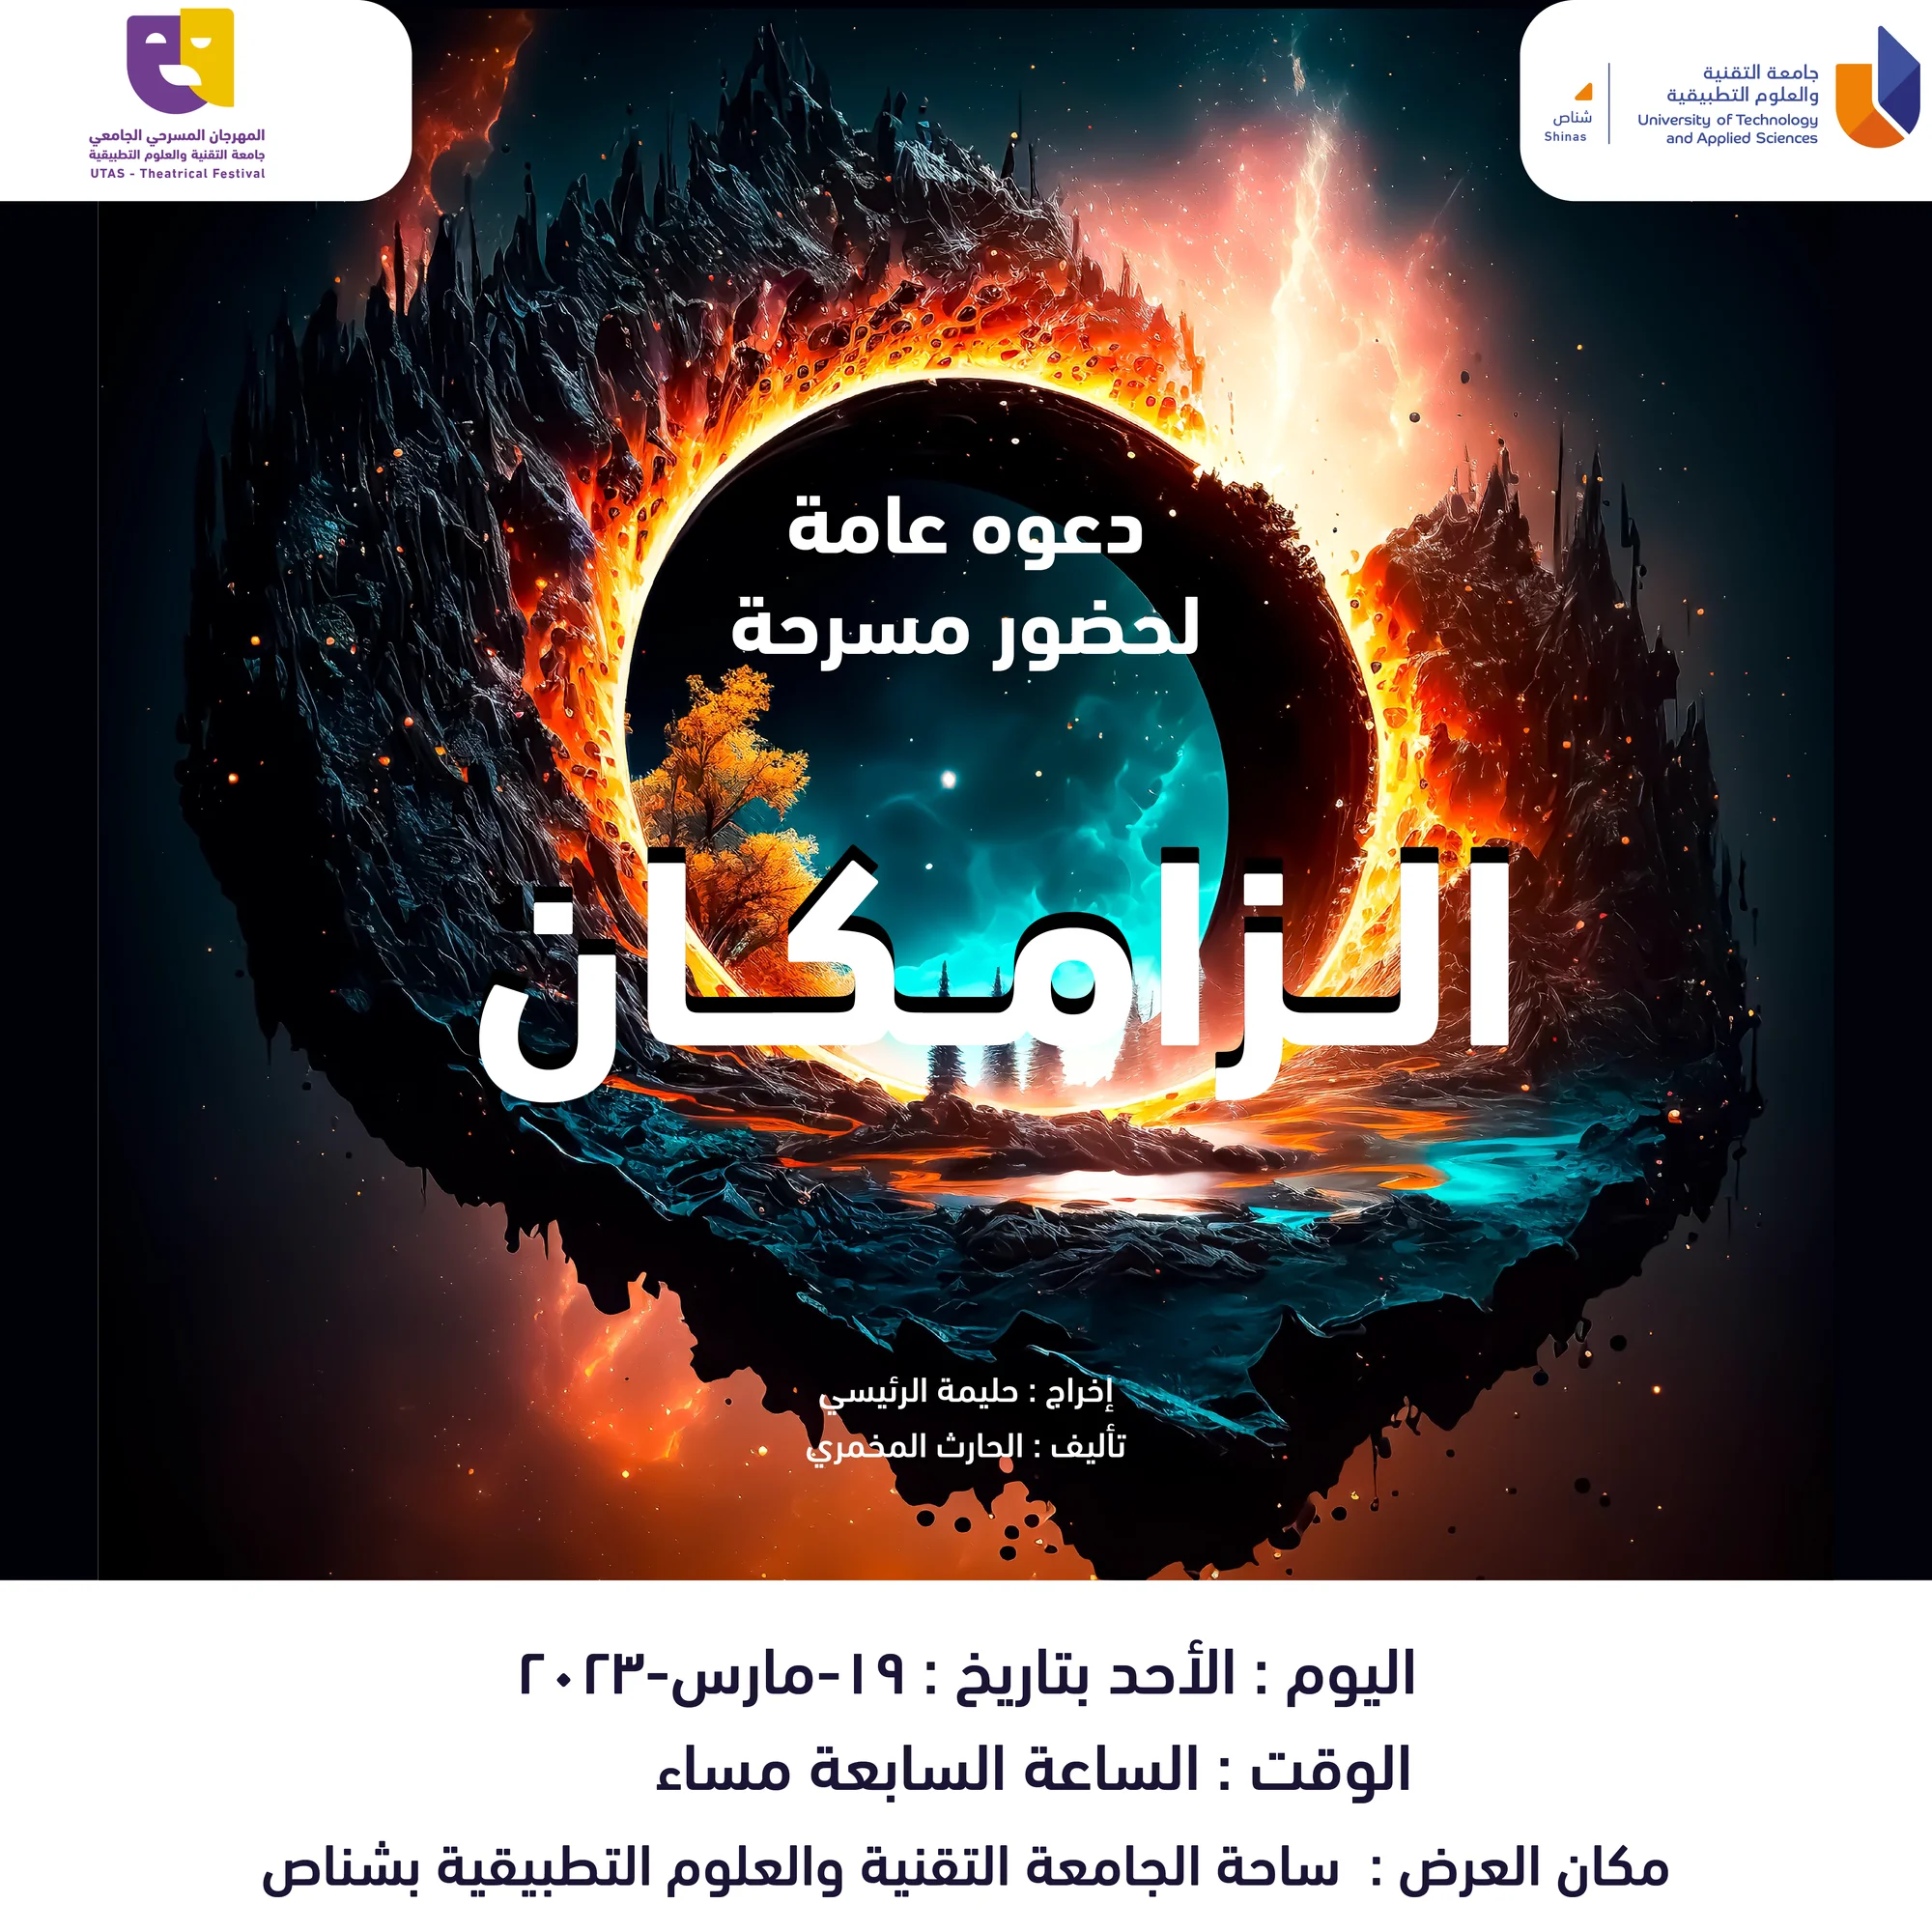 المهرجان المسرحي الجامعي
جامعة التقنية والعلوم التطبيقية
UTAS - Theatrical Festival
جامعة التقنية
والعلوم التطبيقية
University of Technology
and Applied Sciences
شناص
Shinas
دعوه عامة
لحضور مسرحة
الزامكان
إخراج : حليمة الرئيسي
تأليف : الحارث المخمري
اليوم : الأحد بتاريخ : ١٩-مارس-٢٠٢٣
الوقت : الساعة السابعة مساء
مكان العرض : ساحة الجامعة التقنية والعلوم التطبيقية بشناص